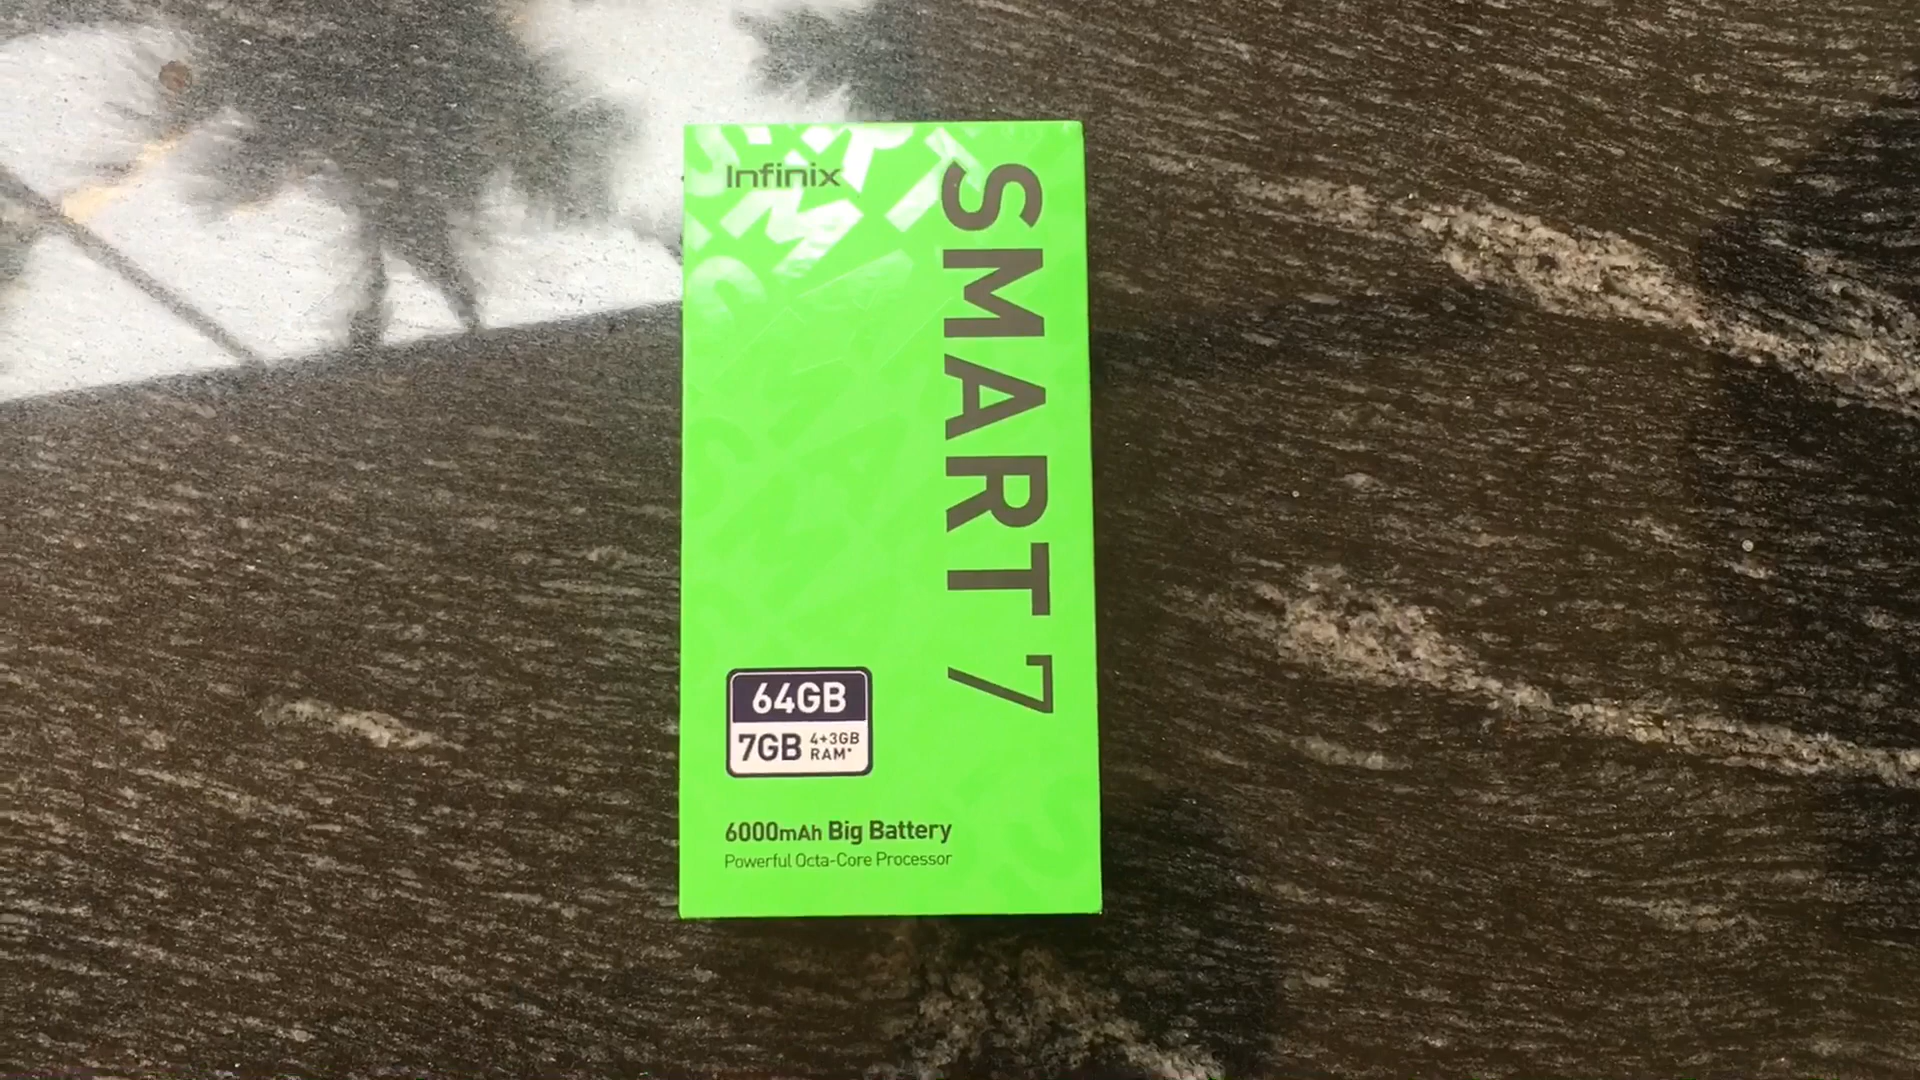 Infinix
SMART 7
64GB
7GB 4+3GB RAM*
6000mAh Big Battery
Powerful Octa-Core Processor